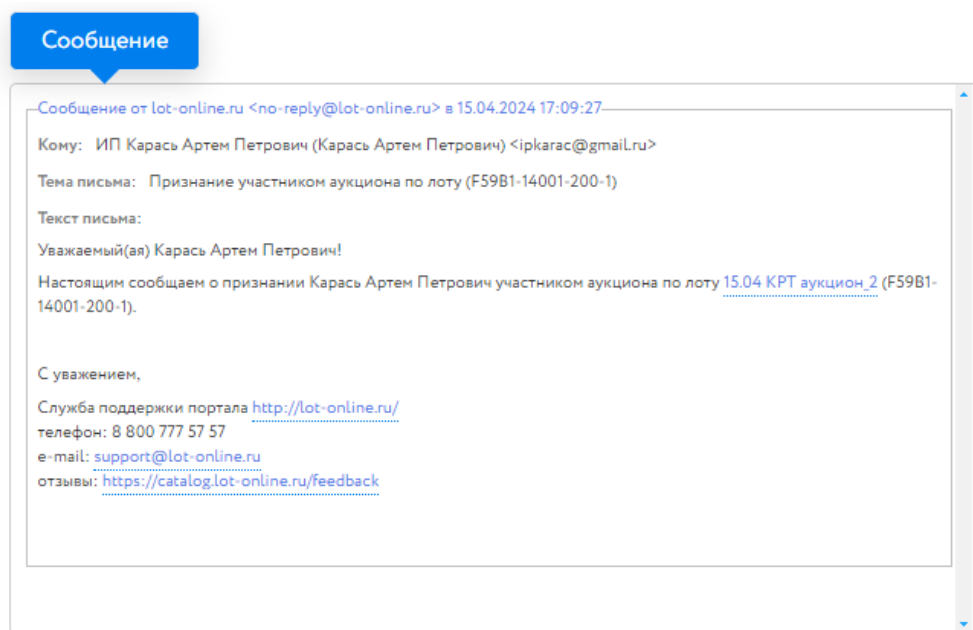 Сообщение
Сообщение от lot-online.ru <no-reply@lot-online.ru> в 15.04.2024 17:09:27
Кому: ИП Карась Артем Петрович (Карась Артем Петрович) <ipkarac@gmail.ru>
Тема письма: Признание участником аукциона по лоту (F59B1-14001-200-1)
Текст письма:
Уважаемый(ая) Карась Артем Петрович!
Настоящим сообщаем о признании Карась Артем Петрович участником аукциона по лоту 15.04 КРТ аукцион_2 (F59B1-
14001-200-1).
С уважением,
Служба поддержки портала http://lot-online.ru/
телефон: 8 800 777 57 57
e-mail: support@lot-online.ru
отзывы: https://catalog.lot-online.ru/feedback